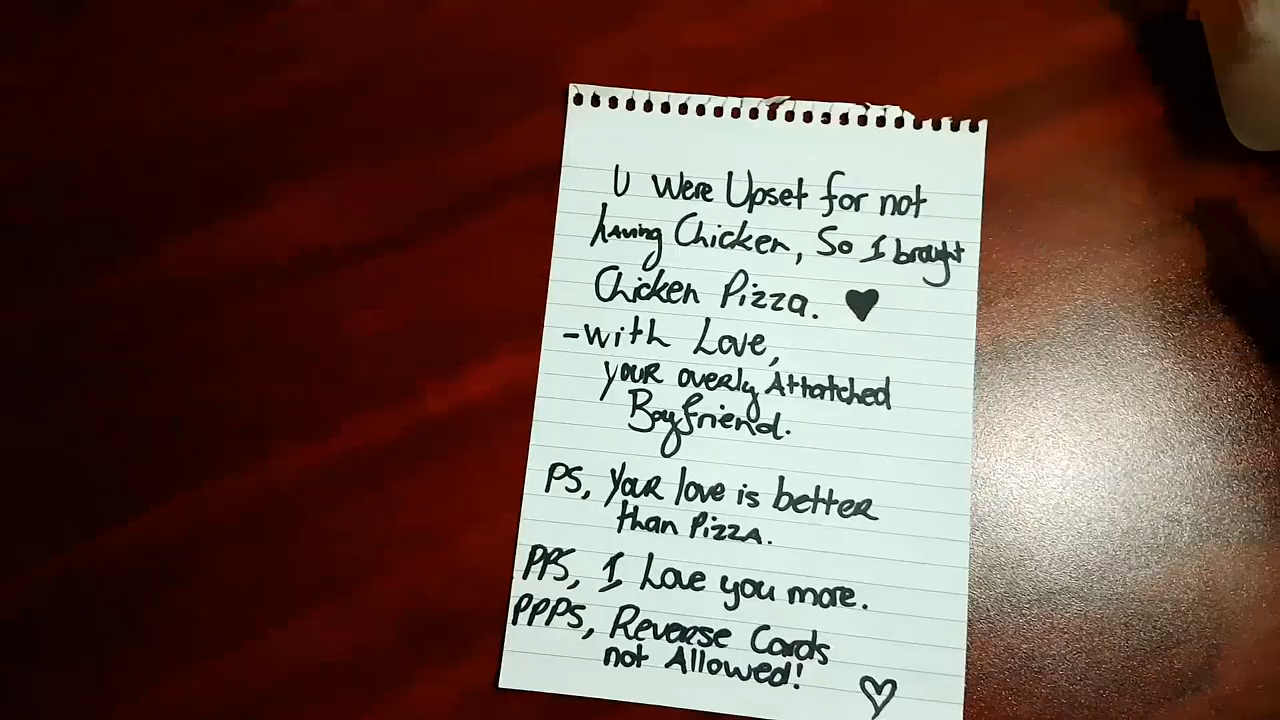 U Were Upset for not
having Chicken, So I brought
Chicken Pizza. ♥
-with Love,
your overly Attatched
Boyfriend.
PS, Your love is better
than Pizza.
PPS, I Love you more.
PPPS, Reverse Cards
not Allowed! ♡